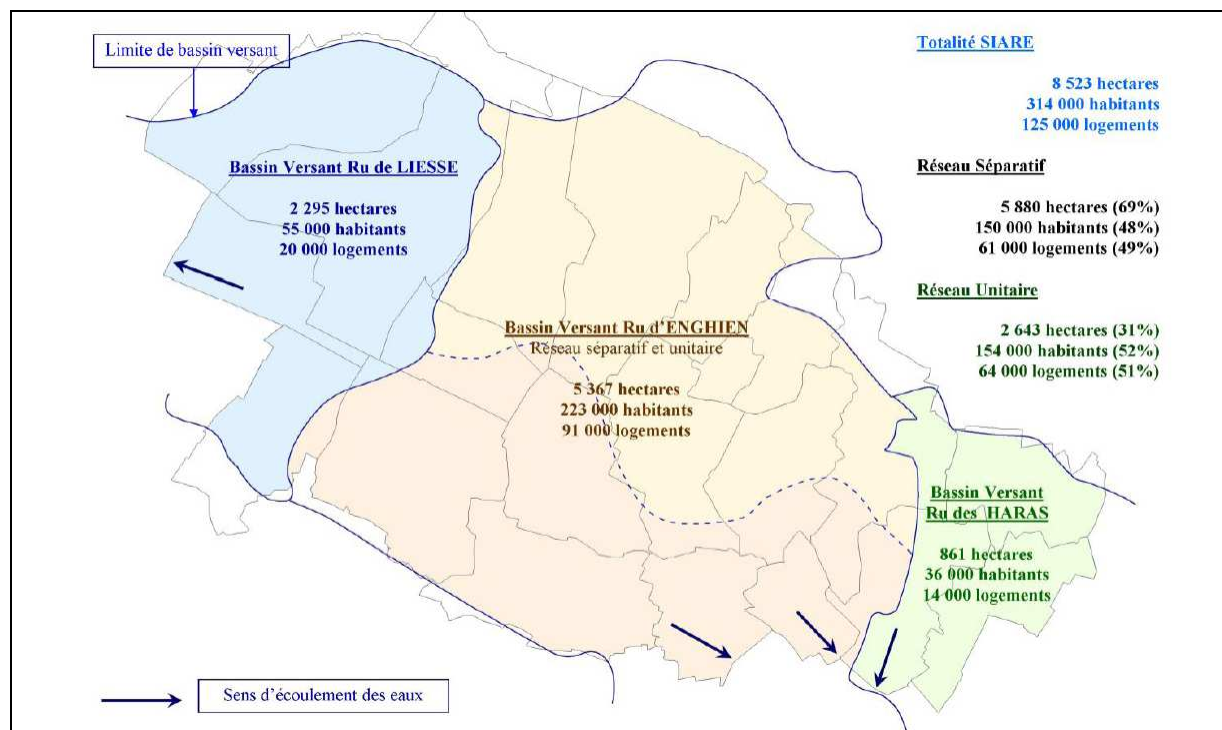 Limite de bassin versant
Totalité SIARE
8 523 hectares
314 000 habitants
125 000 logements
Réseau Séparatif
5 880 hectares (69%)
150 000 habitants (48%)
61 000 logements (49%)
Réseau Unitaire
2 643 hectares (31%)
154 000 habitants (52%)
64 000 logements (51%)
Bassin Versant Ru de LIESSE
2 295 hectares
55 000 habitants
20 000 logements
Bassin Versant Ru d'ENGHIEN
Réseau séparatif et unitaire
5 367 hectares
223 000 habitants
91 000 logements
Bassin Versant
Ru des HARAS
861 hectares
36 000 habitants
14 000 logements
Sens d'écoulement des eaux